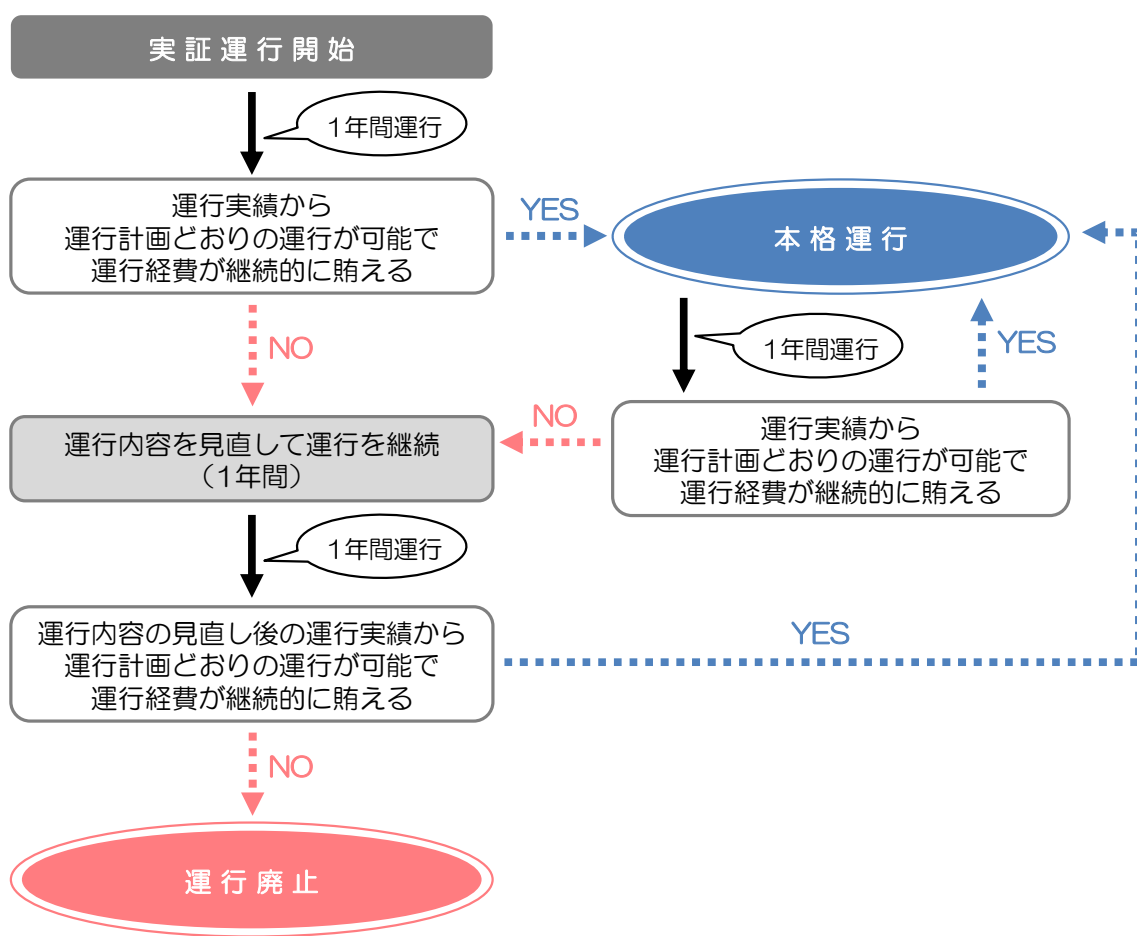 実証運行開始
1年間運行
運行実績から
運行計画どおりの運行が可能で
運行経費が継続的に賄える
YES
本格運行
NO
1年間運行
YES
運行実績から
運行計画どおりの運行が可能で
運行経費が継続的に賄える
NO
運行内容を見直して運行を継続
(1年間)
1年間運行
運行内容の見直し後の運行実績から
運行計画どおりの運行が可能で
運行経費が継続的に賄える
YES
NO
運行廃止